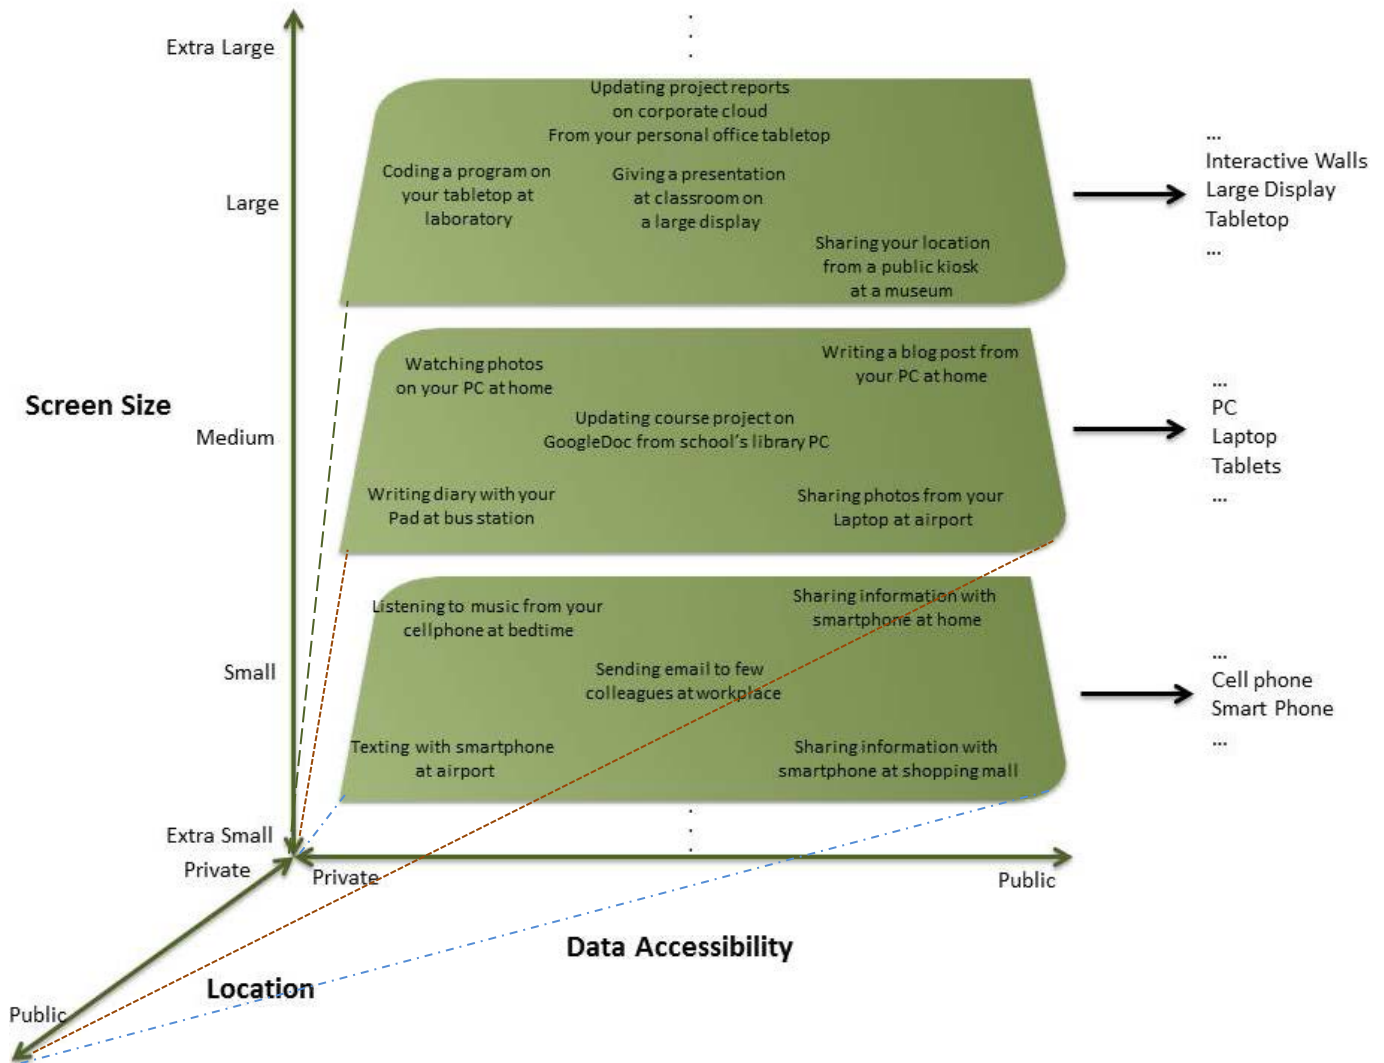 Extra Large
Updating project reports
on corporate cloud
From your personal office tabletop
Coding a program on
your tabletop at
laboratory
Giving a presentation
at classroom on
a large display
Sharing your location
from a public kiosk
at a museum
Large
...
Interactive Walls
Large Display
Tabletop
...
Screen Size
Watching photos
on your PC at home
Writing a blog post from
your PC at home
Updating course project on
GoogleDoc from school's library PC
Medium
Writing diary with your
Pad at bus station
Sharing photos from your
Laptop at airport
...
PC
Laptop
Tablets
...
Listening to music from your
cellphone at bedtime
Sharing information with
smartphone at home
Sending email to few
colleagues at workplace
Small
Texting with smartphone
at airport
Sharing information with
smartphone at shopping mall
...
Cell phone
Smart Phone
...
Extra Small
Private
Private
Public
Data Accessibility
Location
Public